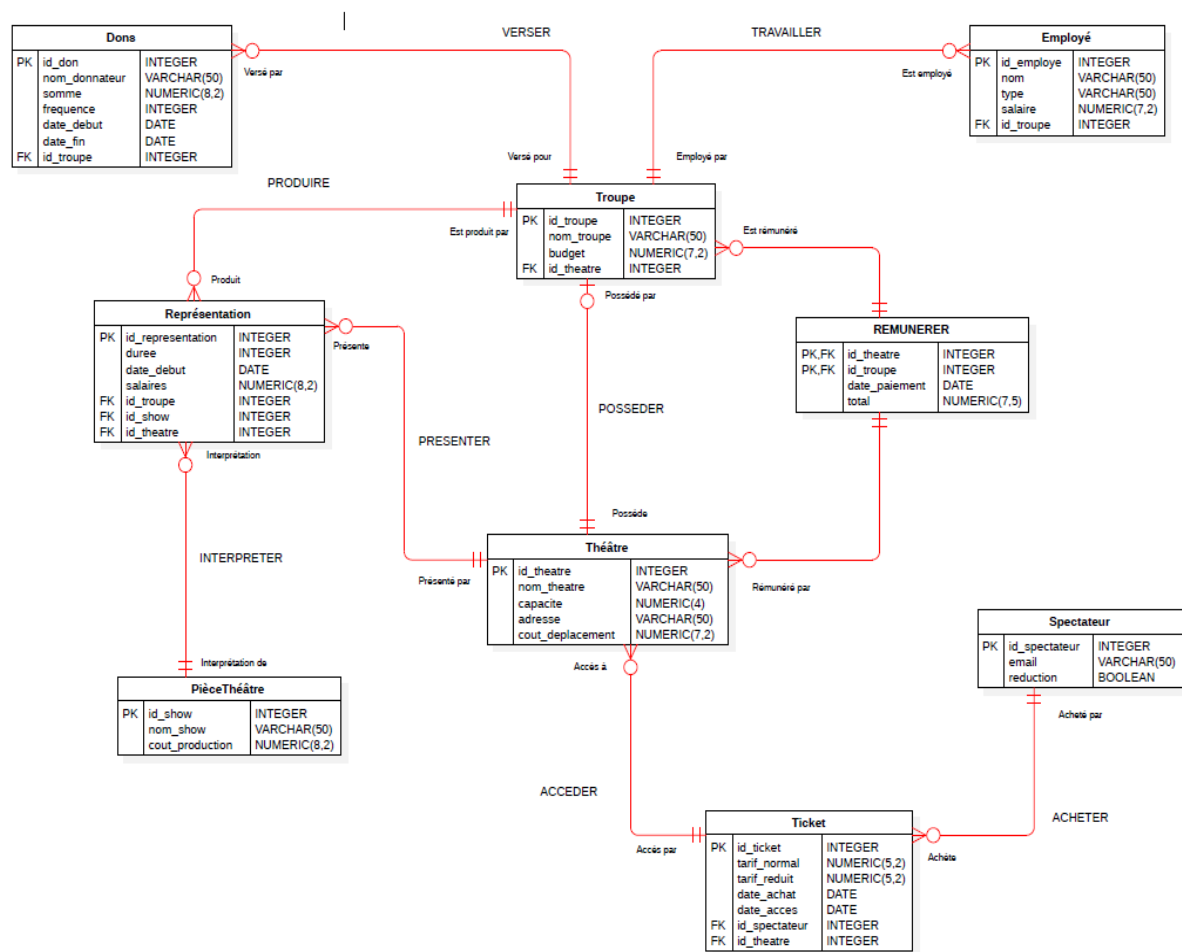 VERSER
TRAVAILLER
Dons
PK id_don INTEGER
nom_donnateur VARCHAR(50)
somme NUMERIC(8,2)
frequence INTEGER
date_debut DATE
date_fin DATE
FK id_troupe INTEGER
Versé par
Employé
PK id_employe INTEGER
nom VARCHAR(50)
type VARCHAR(50)
salaire NUMERIC(7,2)
FK id_troupe INTEGER
Est employé
Versé pour
Employé par
PRODUIRE
Troupe
PK id_troupe INTEGER
nom_troupe VARCHAR(50)
budget NUMERIC(7,2)
FK id_theatre INTEGER
Est produit par
Est rémunéré
Produit
Possédé par
Représentation
PK id_representation INTEGER
duree INTEGER
date_debut DATE
salaires NUMERIC(8,2)
FK id_troupe INTEGER
FK id_show INTEGER
FK id_theatre INTEGER
Présente
REMUNERER
PK,FK id_theatre INTEGER
PK,FK id_troupe INTEGER
date_paiement DATE
total NUMERIC(7,5)
POSSEDER
PRESENTER
Interprétation
Possède
INTERPRETER
Présenté par
Théâtre
PK id_theatre INTEGER
nom_theatre VARCHAR(50)
capacite NUMERIC(4)
adresse VARCHAR(50)
cout_deplacement NUMERIC(7,2)
Rémunéré par
Interprétation de
Accès à
PièceThéâtre
PK id_show INTEGER
nom_show VARCHAR(50)
cout_production NUMERIC(8,2)
Spectateur
PK id_spectateur INTEGER
email VARCHAR(50)
reduction BOOLEAN
Acheté par
ACCEDER
ACHETER
Ticket
PK id_ticket INTEGER
tarif_normal NUMERIC(5,2)
tarif_reduit NUMERIC(5,2)
date_achat DATE
date_acces DATE
FK id_spectateur INTEGER
FK id_theatre INTEGER
Accès par
Achète